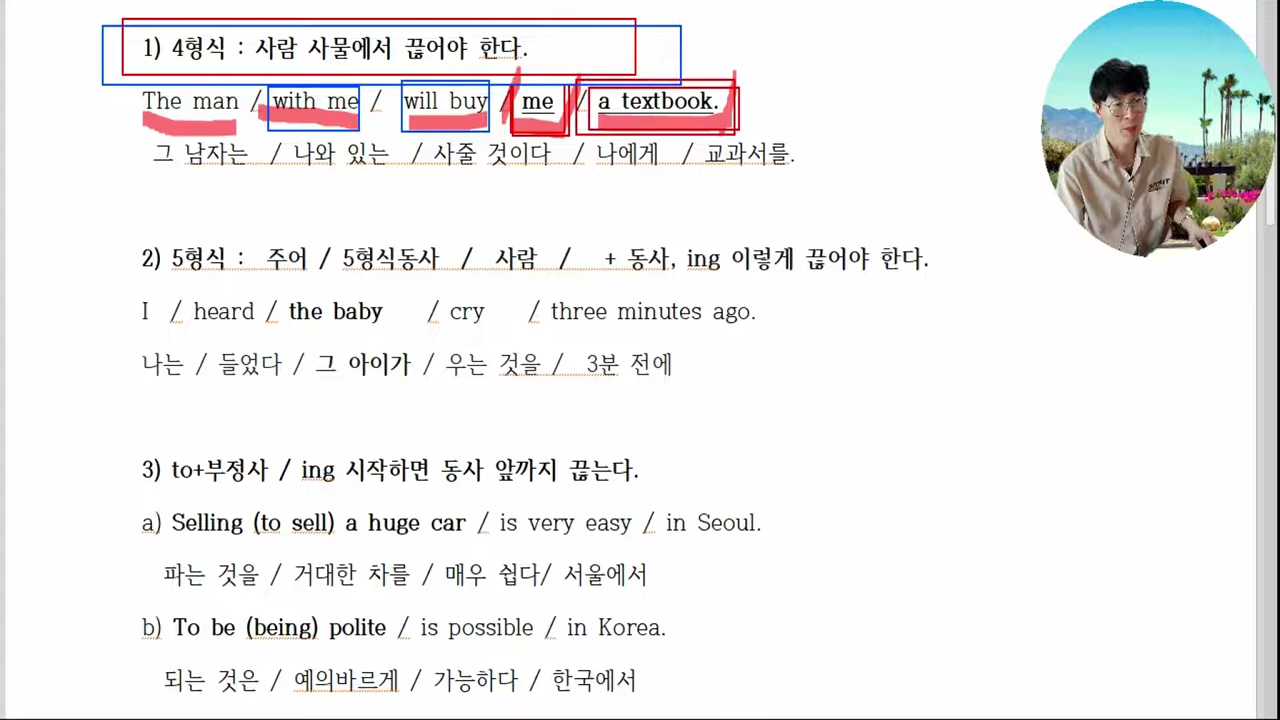 1) 4형식 : 사람 사물에서 끊어야 한다.
The man / with me / will buy / me / a textbook.
그 남자는 / 나와 있는 / 사줄 것이다 / 나에게 / 교과서를.
2) 5형식 : 주어 / 5형식동사 / 사람 / + 동사, ing 이렇게 끊어야 한다.
I / heard / the baby / cry / three minutes ago.
나는 / 들었다 / 그 아이가 / 우는 것을 / 3분 전에
3) to+부정사 / ing 시작하면 동사 앞까지 끊는다.
a) Selling (to sell) a huge car / is very easy / in Seoul.
파는 것을 / 거대한 차를 / 매우 쉽다/ 서울에서
b) To be (being) polite / is possible / in Korea.
되는 것은 / 예의바르게 / 가능하다 / 한국에서